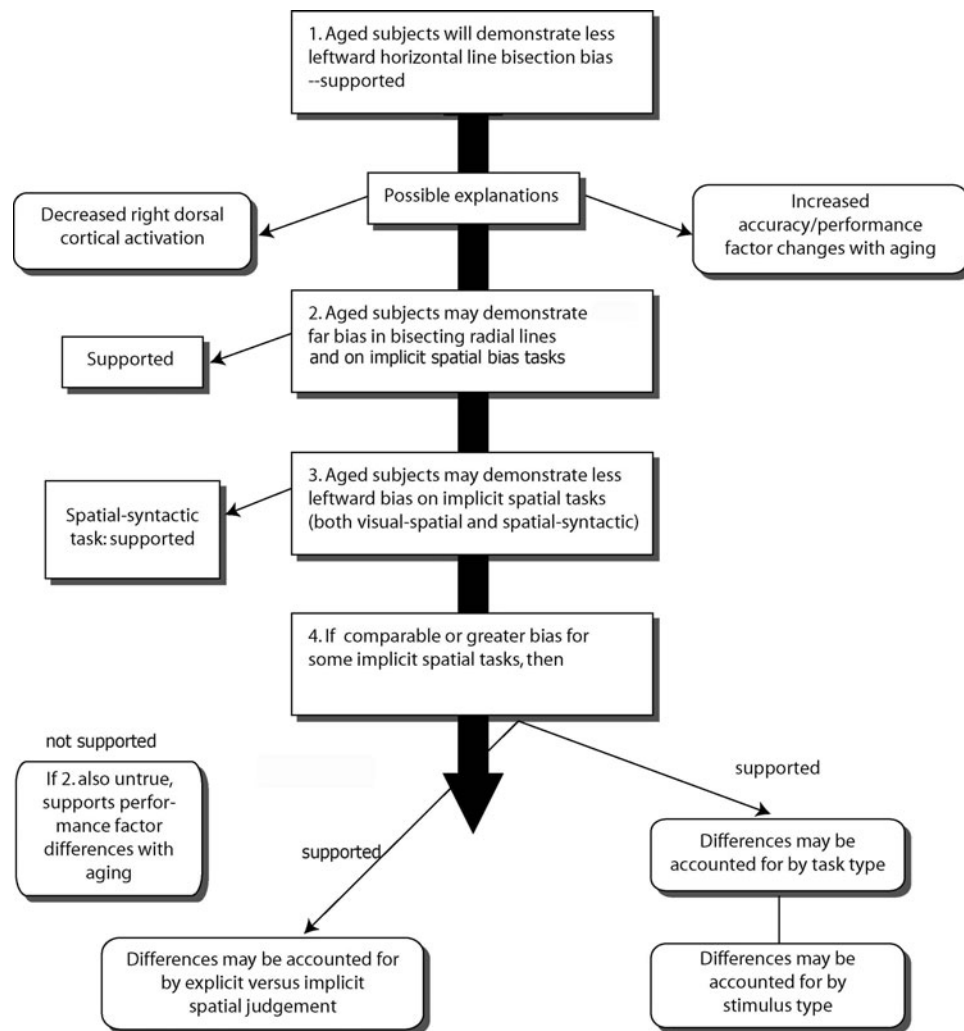 1. Aged subjects will demonstrate less
leftward horizontal line bisection bias
--supported
Possible explanations
Decreased right dorsal
cortical activation
Increased
accuracy/performance
factor changes with aging
2. Aged subjects may demonstrate
far bias in bisecting radial lines
and on implicit spatial bias tasks
Supported
3. Aged subjects may demonstrate less
leftward bias on implicit spatial tasks
(both visual-spatial and spatial-syntactic)
Spatial-syntactic
task: supported
4. If comparable or greater bias for
some implicit spatial tasks, then
not supported
If 2. also untrue,
supports perfor-
mance factor
differences with
aging
supported
supported
Differences may be
accounted for by task type
Differences may be accounted for
by explicit versus implicit
spatial judgement
Differences may be
accounted for by
stimulus type